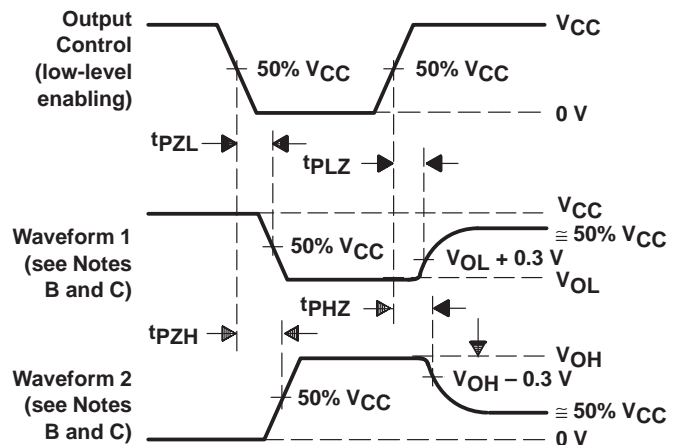 Output
Control
(low-level
enabling)
VCC
50% VCC
50% VCC
0 V
tPZL
tPLZ
VCC
Waveform 1
(see Notes
B and C)
50% VCC
≅ 50% VCC
VOL + 0.3 V
VOL
tPHZ
tPZH
VOH
Waveform 2
(see Notes
B and C)
50% VCC
VOH – 0.3 V
≅ 50% VCC
0 V